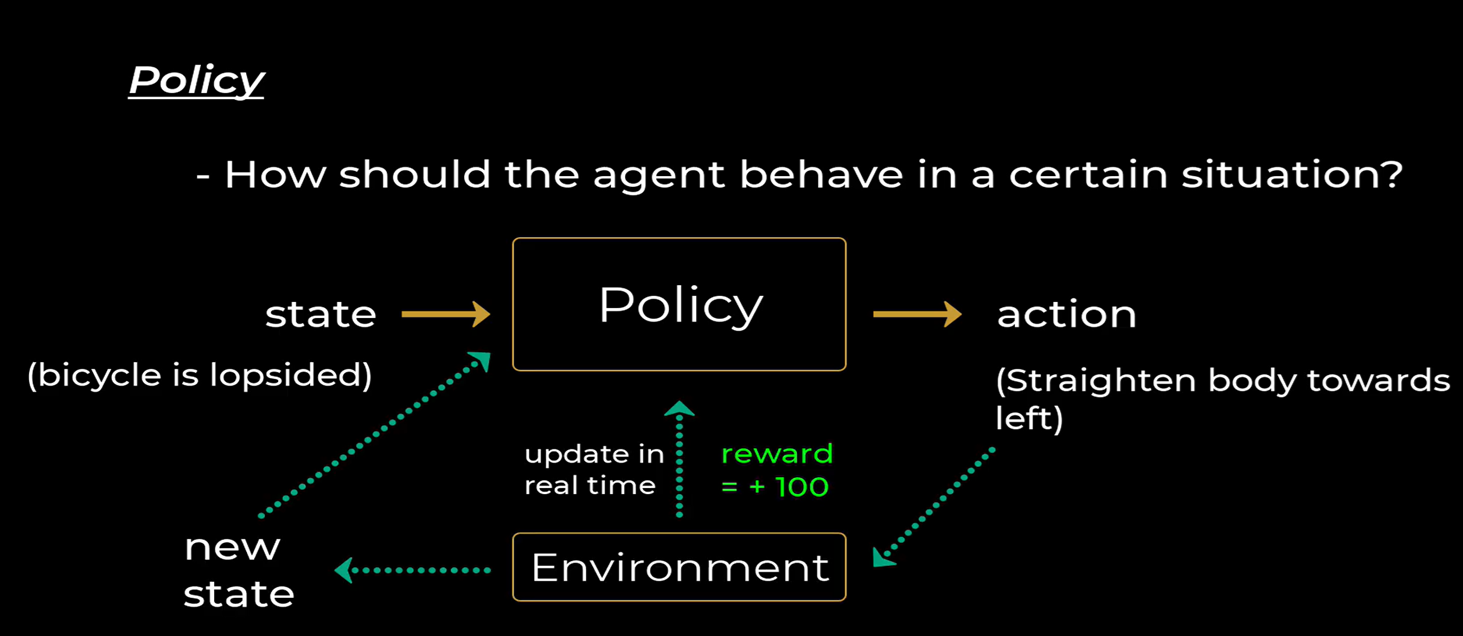 Policy
- How should the agent behave in a certain situation?
Policy
state
action
(bicycle is lopsided)
(Straighten body towards
left)
update in
real time
reward
= + 100
new
state
Environment